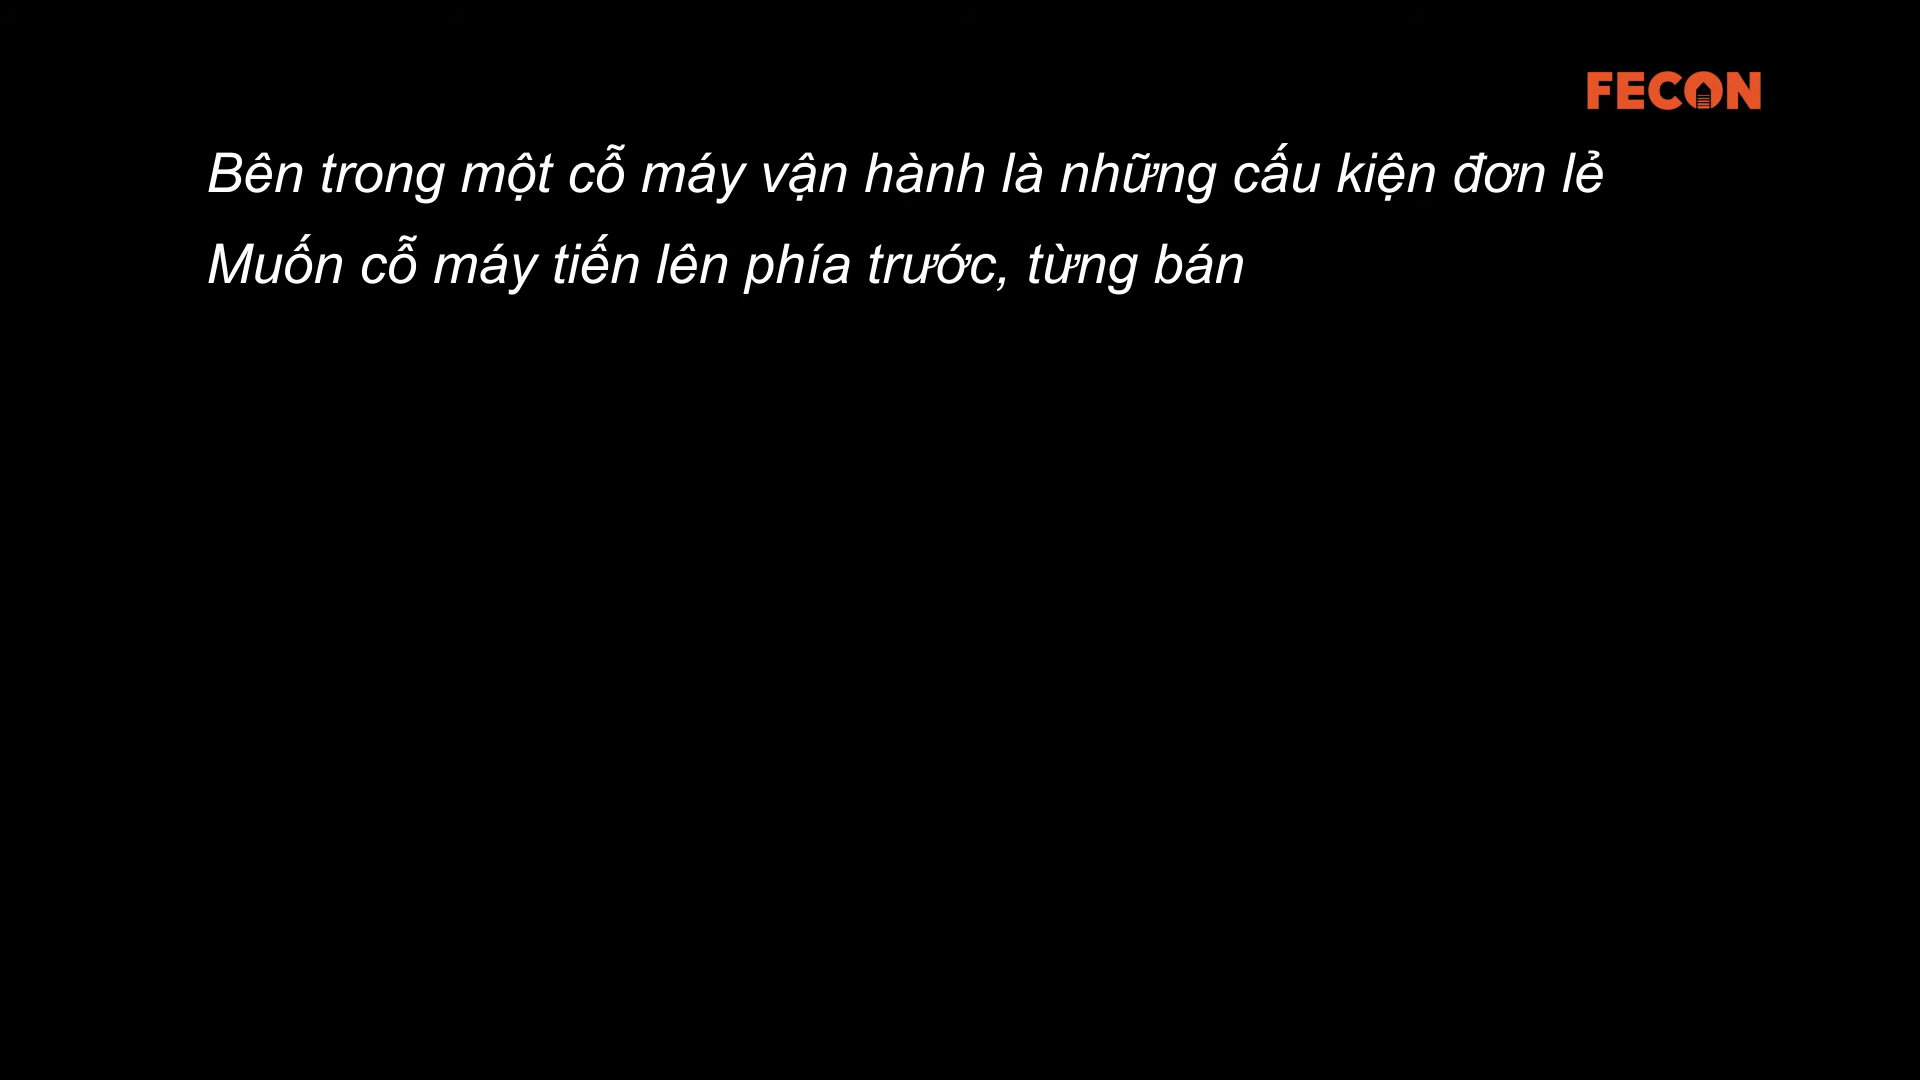 FECON
Bên trong một cỗ máy vận hành là những cấu kiện đơn lẻ
Muốn cỗ máy tiến lên phía trước, từng bán